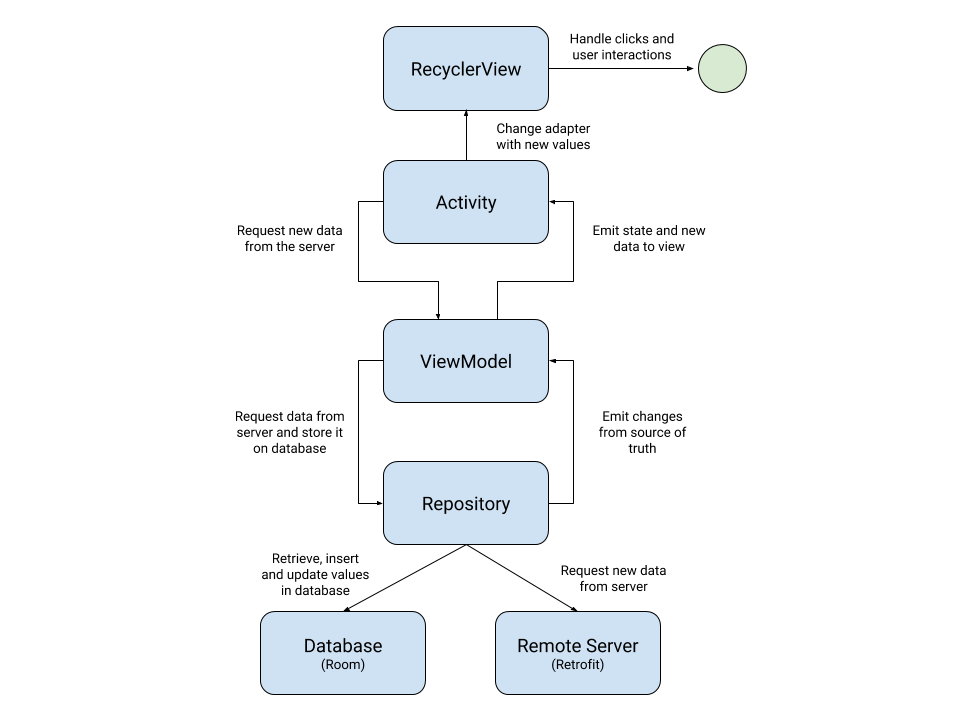 RecyclerView
Handle clicks and
user interactions
Change adapter
with new values
Activity
Request new data
from the server
Emit state and new
data to view
ViewModel
Request data from
server and store it
on database
Emit changes
from source of
truth
Repository
Retrieve, insert
and update values
in database
Request new data
from server
Database
(Room)
Remote Server
(Retrofit)